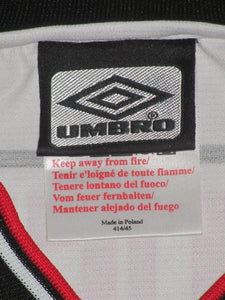 UMBRO
Keep away from fire/
Tenir e'loigné de toute flamme/
Tenere lontano del fuoco/
Vom feuer fernhalten/
Mantener alejado del fuego
Made in Poland
414/45